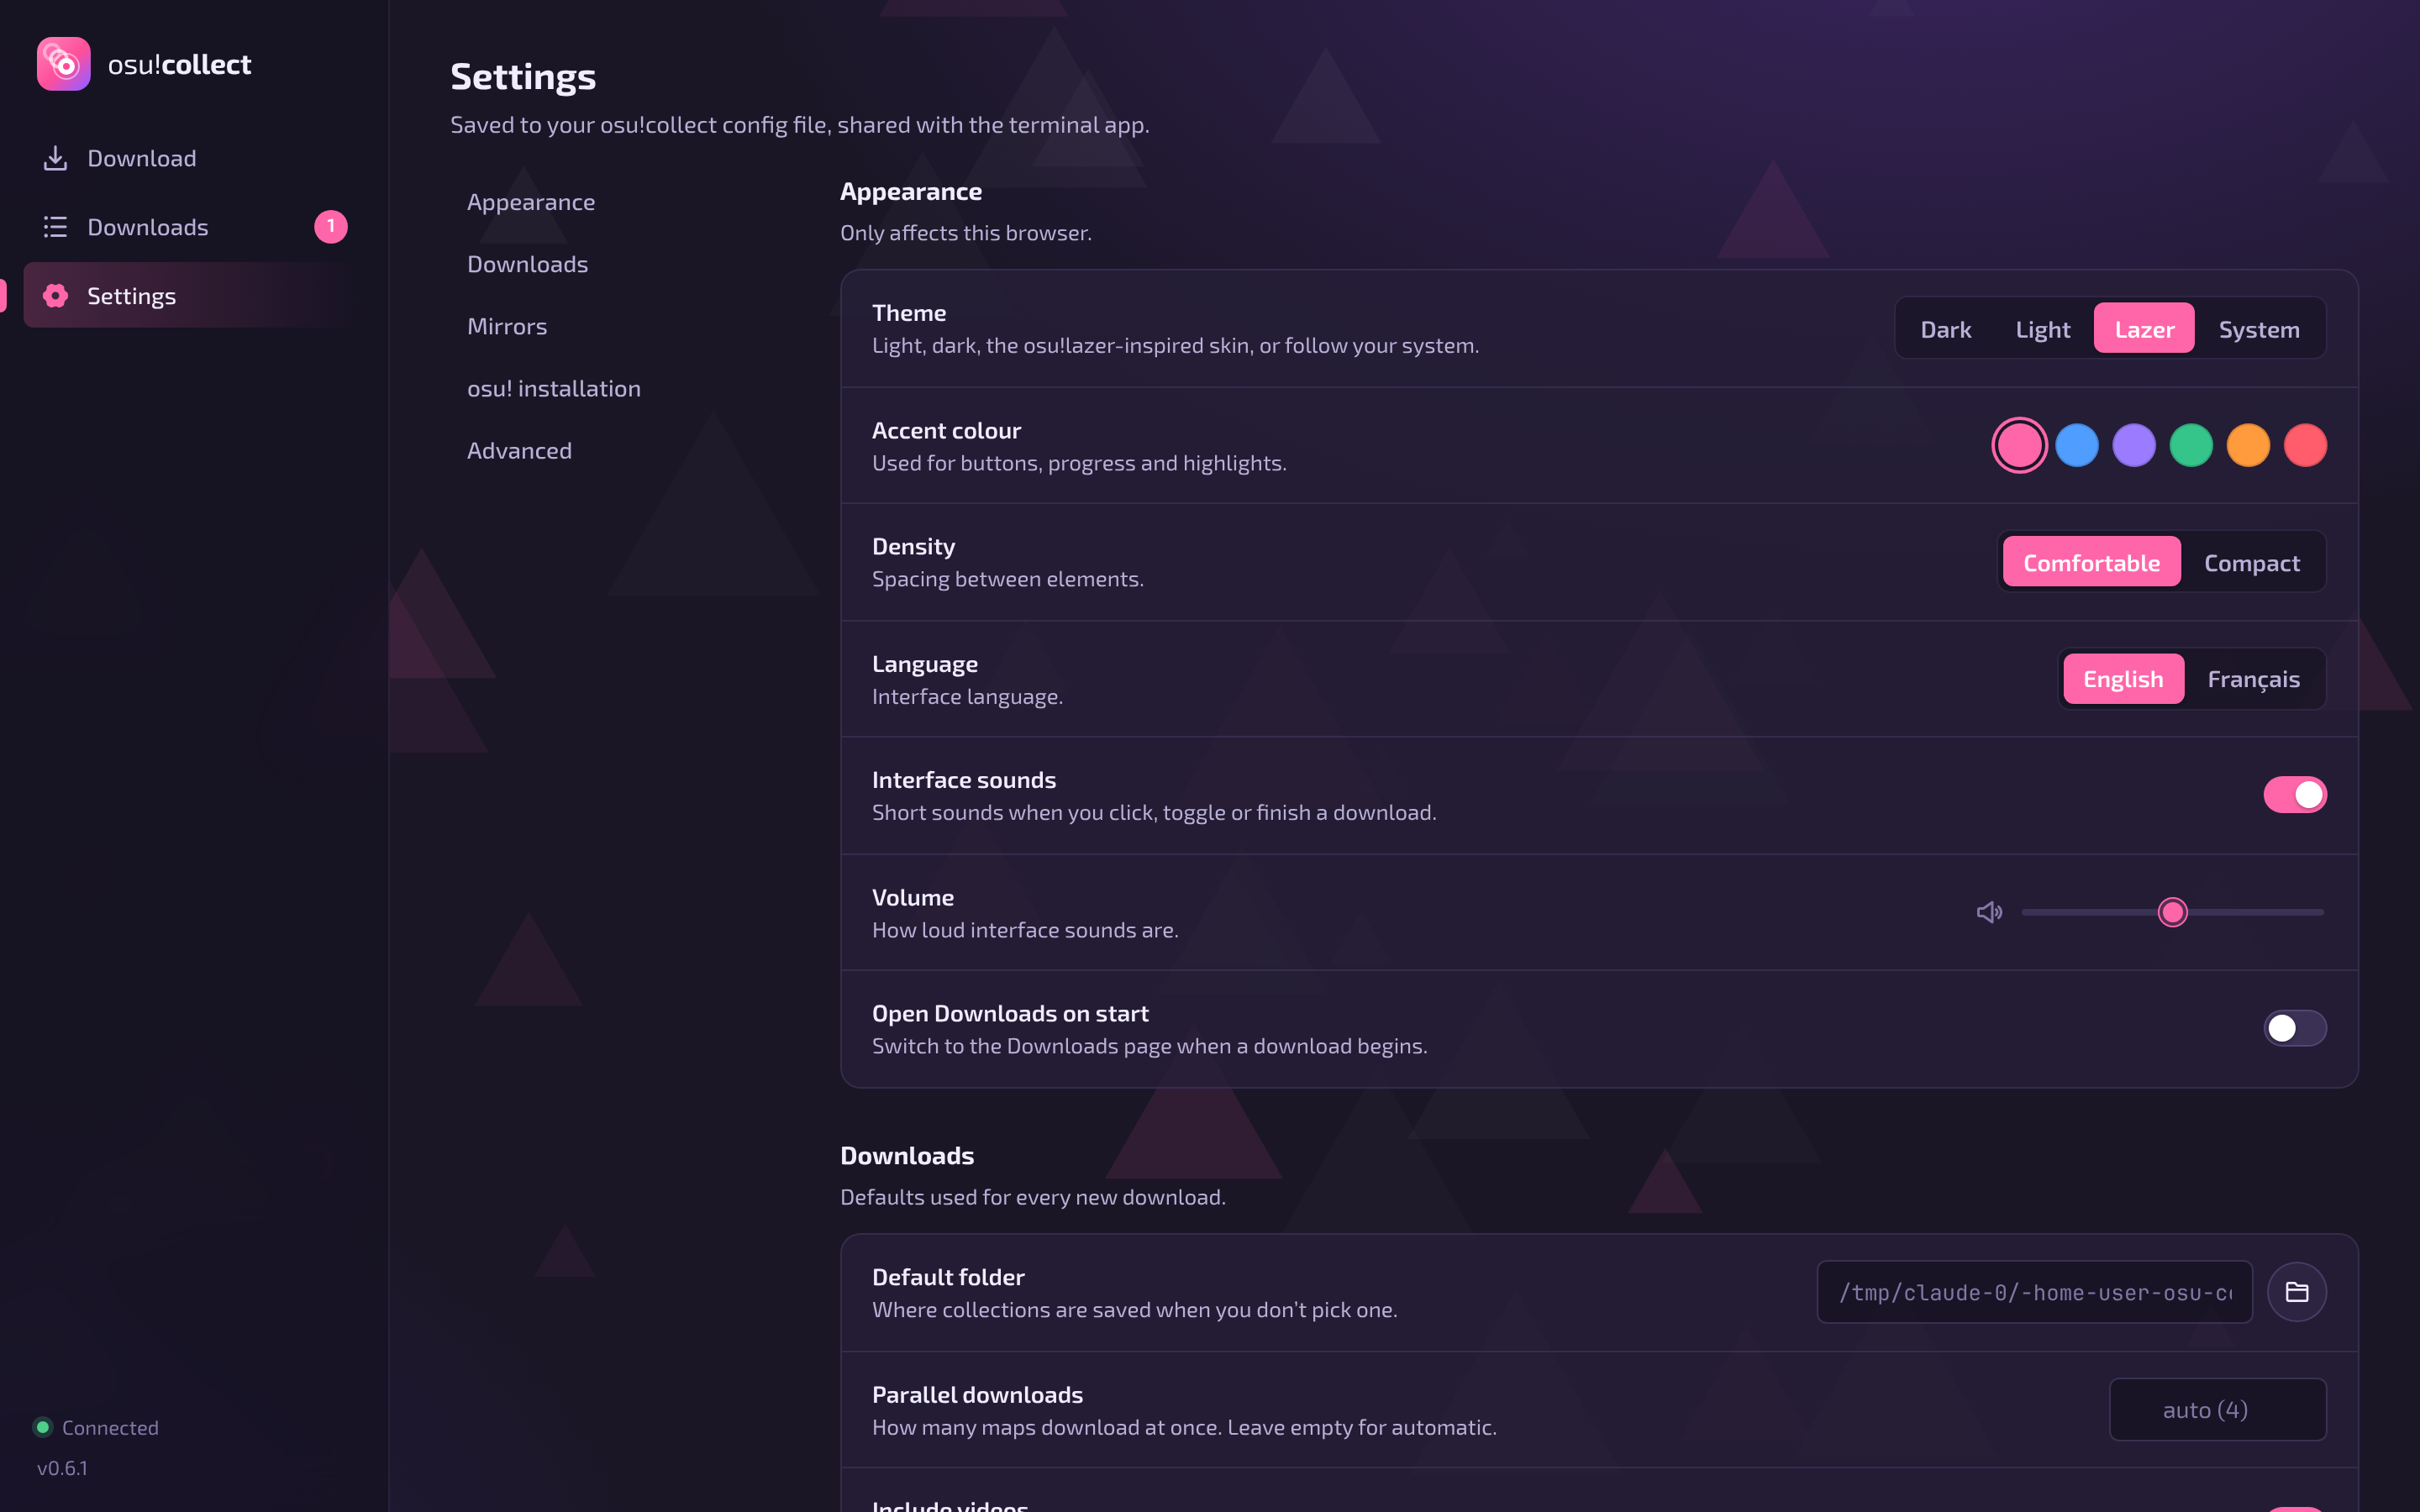 osu!collect
Download
Downloads 1
Settings
Connected
v0.6.1
Settings
Saved to your osu!collect config file, shared with the terminal app.
Appearance
Downloads
Mirrors
osu! installation
Advanced
Appearance
Only affects this browser.
Theme
Light, dark, the osu!lazer-inspired skin, or follow your system.
Dark Light Lazer System
Accent colour
Used for buttons, progress and highlights.
Density
Spacing between elements.
Comfortable Compact
Language
Interface language.
English Français
Interface sounds
Short sounds when you click, toggle or finish a download.
Volume
How loud interface sounds are.
Open Downloads on start
Switch to the Downloads page when a download begins.
Downloads
Defaults used for every new download.
Default folder
Where collections are saved when you don't pick one.
/tmp/claude-0/-home-user-osu-c
Parallel downloads
How many maps download at once. Leave empty for automatic.
auto (4)
Include videos